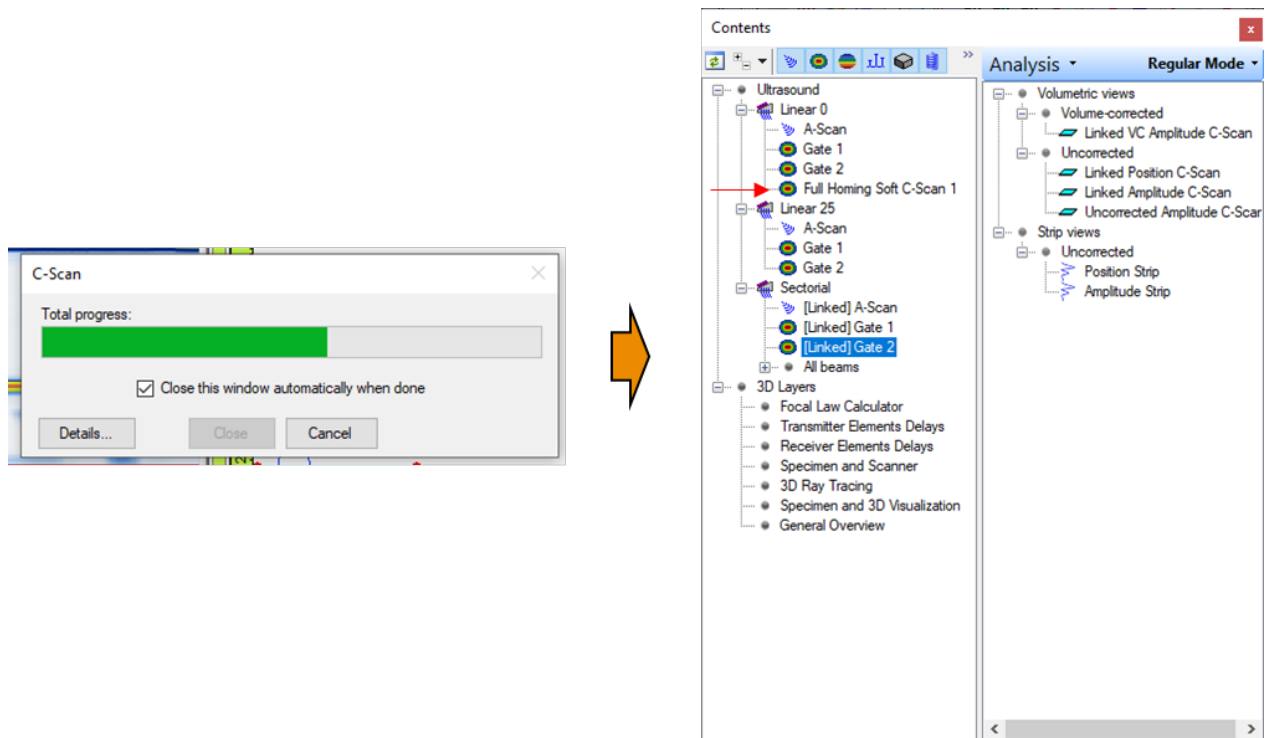 C-Scan
Total progress:
Close this window automatically when done
Details...
Close
Cancel
Contents
Analysis
Regular Mode
Ultrasound
Linear 0
A-Scan
Gate 1
Gate 2
Full Homing Soft C-Scan 1
Linear 25
A-Scan
Gate 1
Gate 2
Sectorial
[Linked] A-Scan
[Linked] Gate 1
[Linked] Gate 2
All beams
3D Layers
Focal Law Calculator
Transmitter Elements Delays
Receiver Elements Delays
Specimen and Scanner
3D Ray Tracing
Specimen and 3D Visualization
General Overview
Volumetric views
Volume-corrected
Linked VC Amplitude C-Scan
Uncorrected
Linked Position C-Scan
Linked Amplitude C-Scan
Uncorrected Amplitude C-Scar
Strip views
Uncorrected
Position Strip
Amplitude Strip